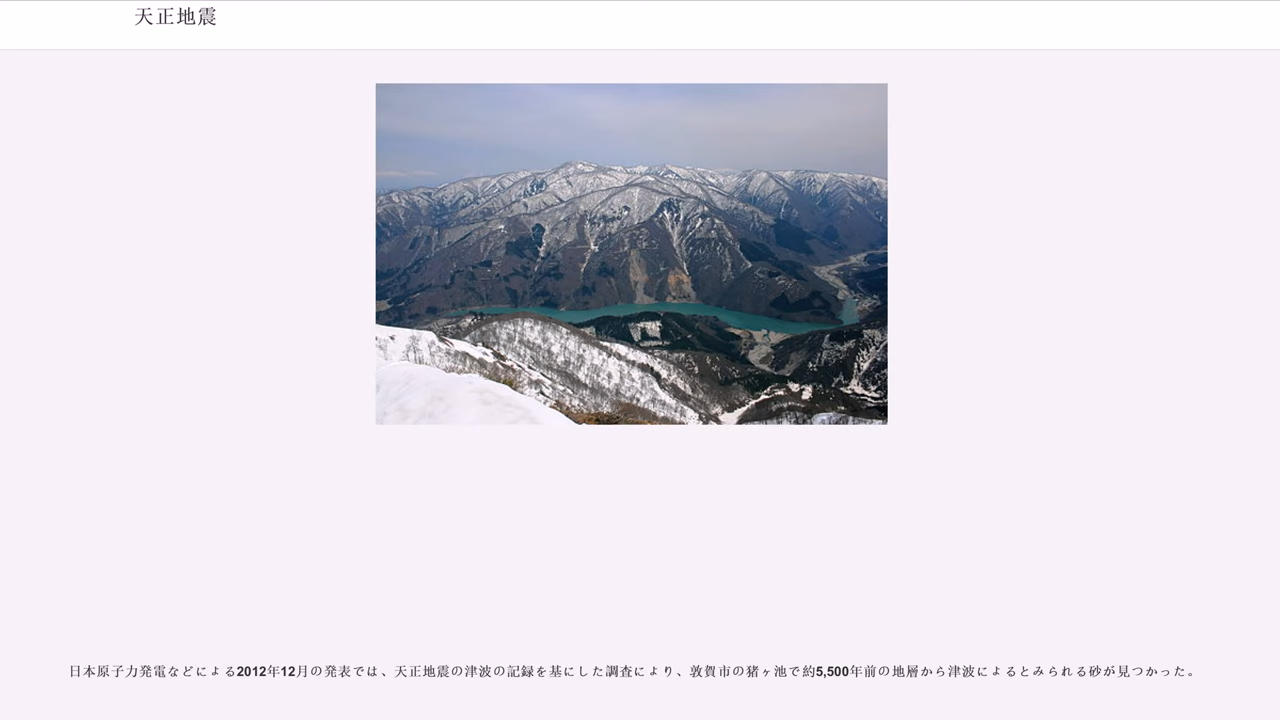 天正地震
日本原子力発電などによる2012年12月の発表では、天正地震の津波の記録を基にした調査により、敦賀市の猪ヶ池で約5,500年前の地層から津波によるとみられる砂が見つかった。